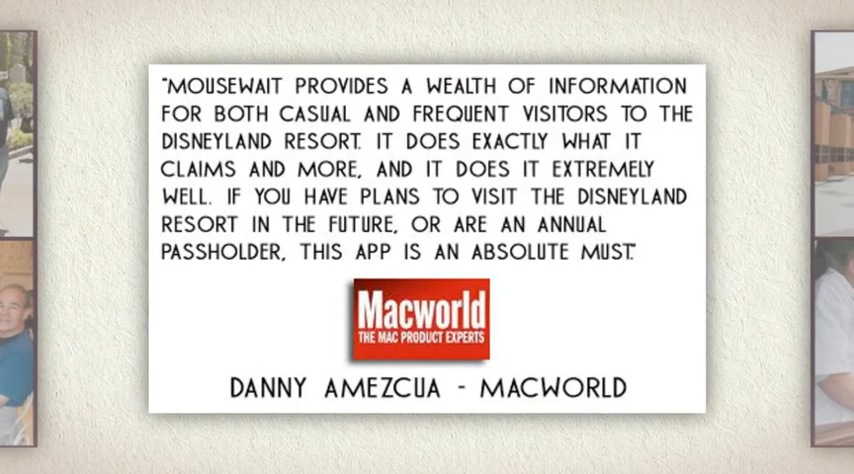 "MOUSEWAIT PROVIDES A WEALTH OF INFORMATION
FOR BOTH CASUAL AND FREQUENT VISITORS TO THE
DISNEYLAND RESORT. IT DOES EXACTLY WHAT IT
CLAIMS AND MORE, AND IT DOES IT EXTREMELY
WELL. IF YOU HAVE PLANS TO VISIT THE DISNEYLAND
RESORT IN THE FUTURE, OR ARE AN ANNUAL
PASSHOLDER, THIS APP IS AN ABSOLUTE MUST."
Macworld
THE MAC PRODUCT EXPERTS
DANNY AMEZCUA - MACWORLD